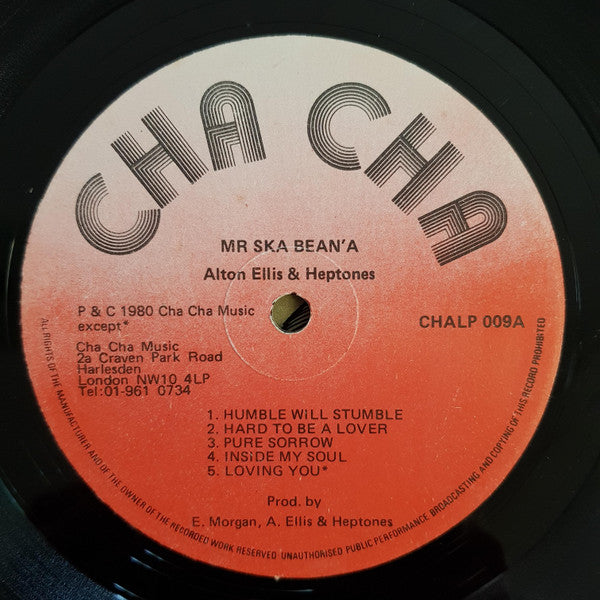 CHA CHA
MR SKA BEAN'A
Alton Ellis & Heptones
P & C 1980 Cha Cha Music
except*
CHALP 009A
Cha Cha Music
2a Craven Park Road
Harlesden
London NW10 4LP
Tel:01-961 0734
1. HUMBLE WILL STUMBLE
2. HARD TO BE A LOVER
3. PURE SORROW
4. INSIDE MY SOUL
5. LOVING YOU*
Prod. by
E. Morgan, A. Ellis & Heptones
ALL RIGHTS OF THE MANUFACTURER AND OF THE OWNER OF THE RECORDED WORK RESERVED UNAUTHORISED PUBLIC PERFORMANCE BROADCASTING AND COPYING OF THIS RECORD PROHIBITED